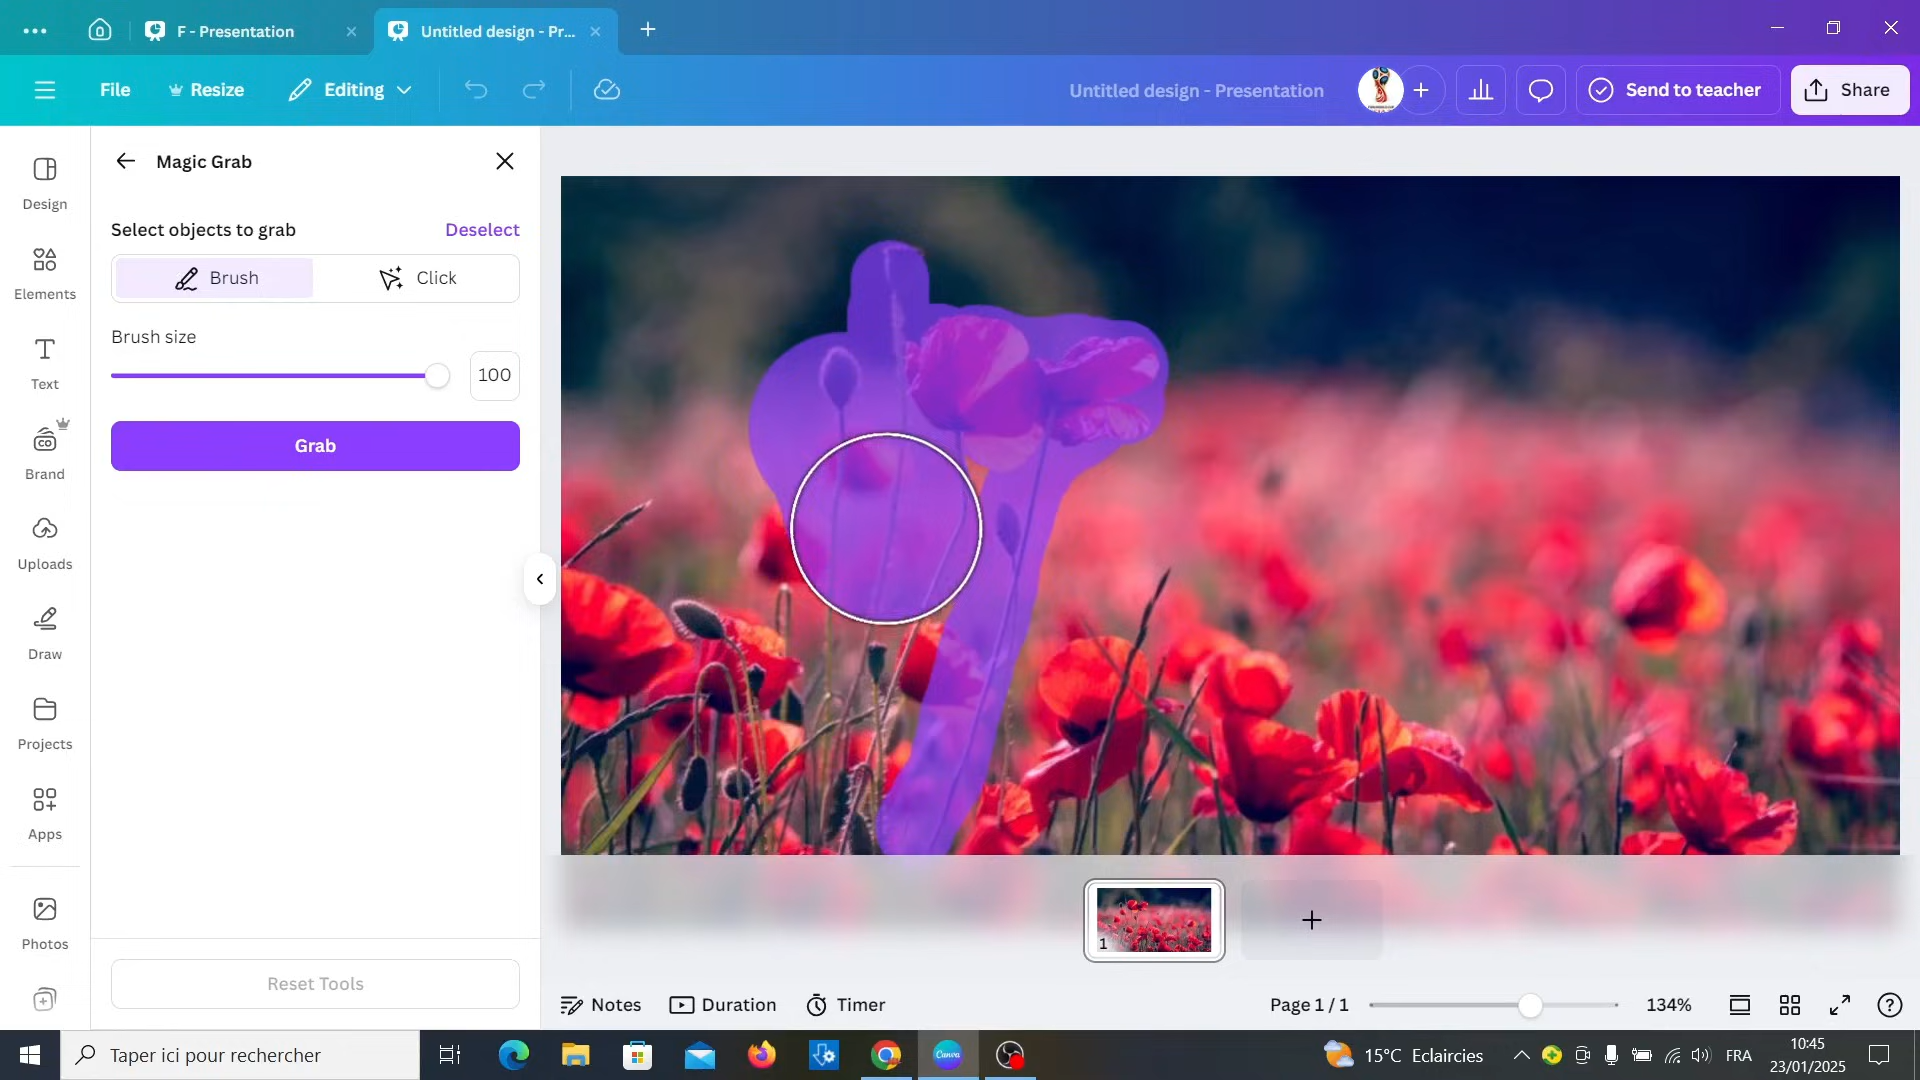 F - Presentation
Untitled design - Pr...
File
Resize
Editing
Untitled design - Presentation
Send to teacher
Share
Design
Elements
Text
Brand
Uploads
Draw
Projects
Apps
Photos
Magic Grab
Select objects to grab
Deselect
Brush
Click
Brush size
100
Grab
Reset Tools
1
Notes
Duration
Timer
Page 1 / 1
134%
Taper ici pour rechercher
Canva
15°C Eclaircies
FRA
10:45
23/01/2025